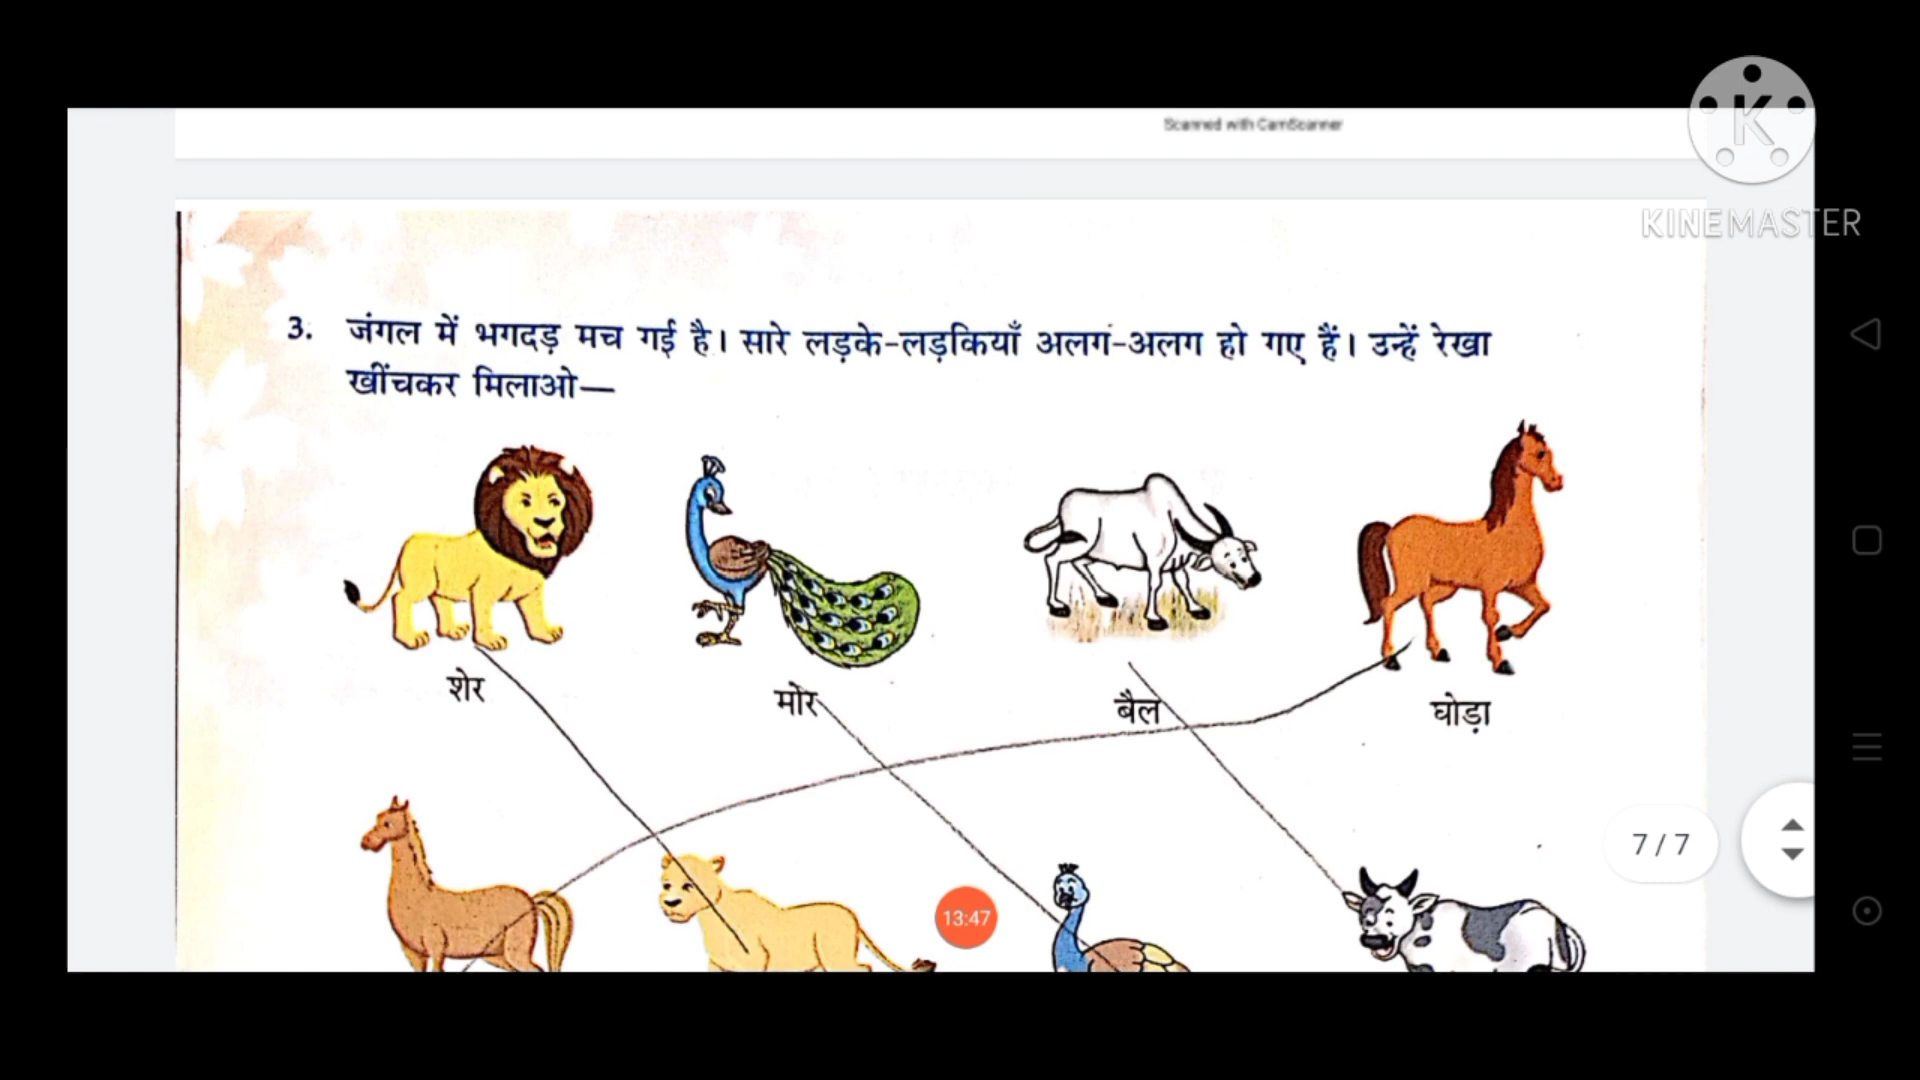 Scanned with CamScanner
K
KINEMASTER
3. जंगल में भगदड़ मच गई है। सारे लड़के-लड़कियाँ अलग-अलग हो गए हैं। उन्हें रेखा
खींचकर मिलाओ—
शेर मोर बैल घोड़ा
7 / 7
13:47